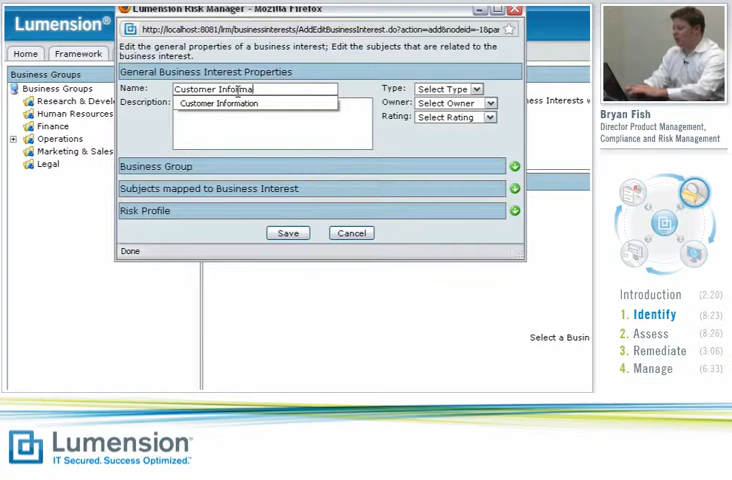 Lumension Risk Manager - Mozilla Firefox
Lumension®
http://localhost:8081/lrm/businessinterests/AddEditBusinessInterest.do?action=add&nodeid=-1&par
Home
Framework
Edit the general properties of a business interest; Edit the subjects that are related to the
business interest.
General Business Interest Properties
Name: Customer Informa
Customer Information
Description:
Type: Select Type
Owner: Select Owner
Rating: Select Rating
Business Group
Subjects mapped to Business Interest
Risk Profile
Save Cancel
Done
Business Groups
Business Groups
Research & Develo
Human Resources
Finance
Operations
Marketing & Sales
Legal
Interests w
Select a Busin
Bryan Fish
Director Product Management,
Compliance and Risk Management
Introduction (2:20)
1. Identify (8:23)
2. Assess (8:26)
3. Remediate (3:06)
4. Manage (6:33)
Lumension®
IT Secured. Success Optimized.™